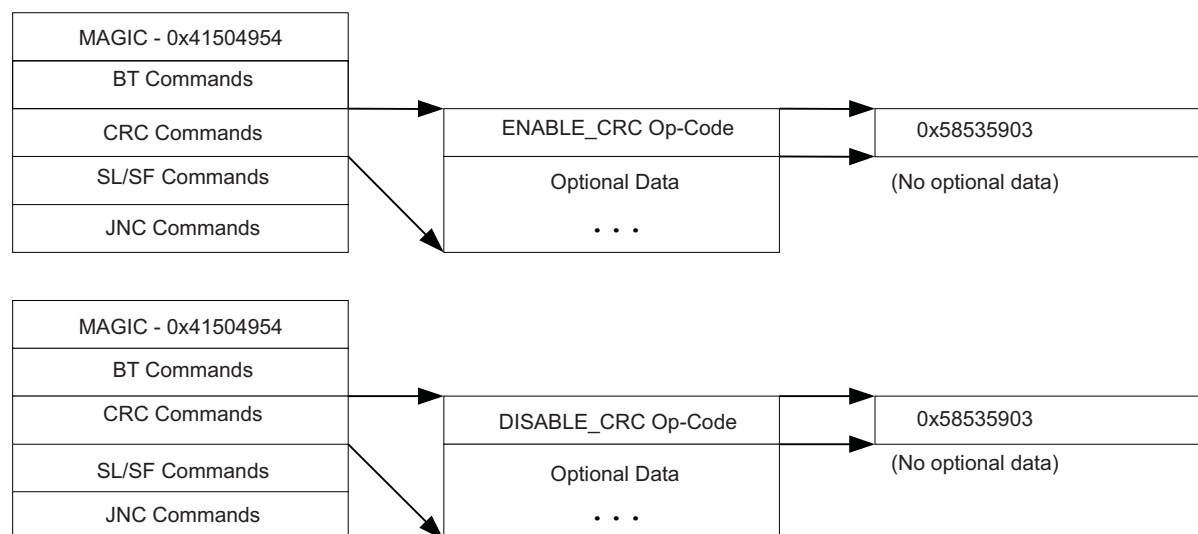 MAGIC - 0x41504954
BT Commands
CRC Commands
SL/SF Commands
JNC Commands
ENABLE_CRC Op-Code
Optional Data
. . .
0x58535903
(No optional data)
MAGIC - 0x41504954
BT Commands
CRC Commands
SL/SF Commands
JNC Commands
DISABLE_CRC Op-Code
Optional Data
. . .
0x58535903
(No optional data)